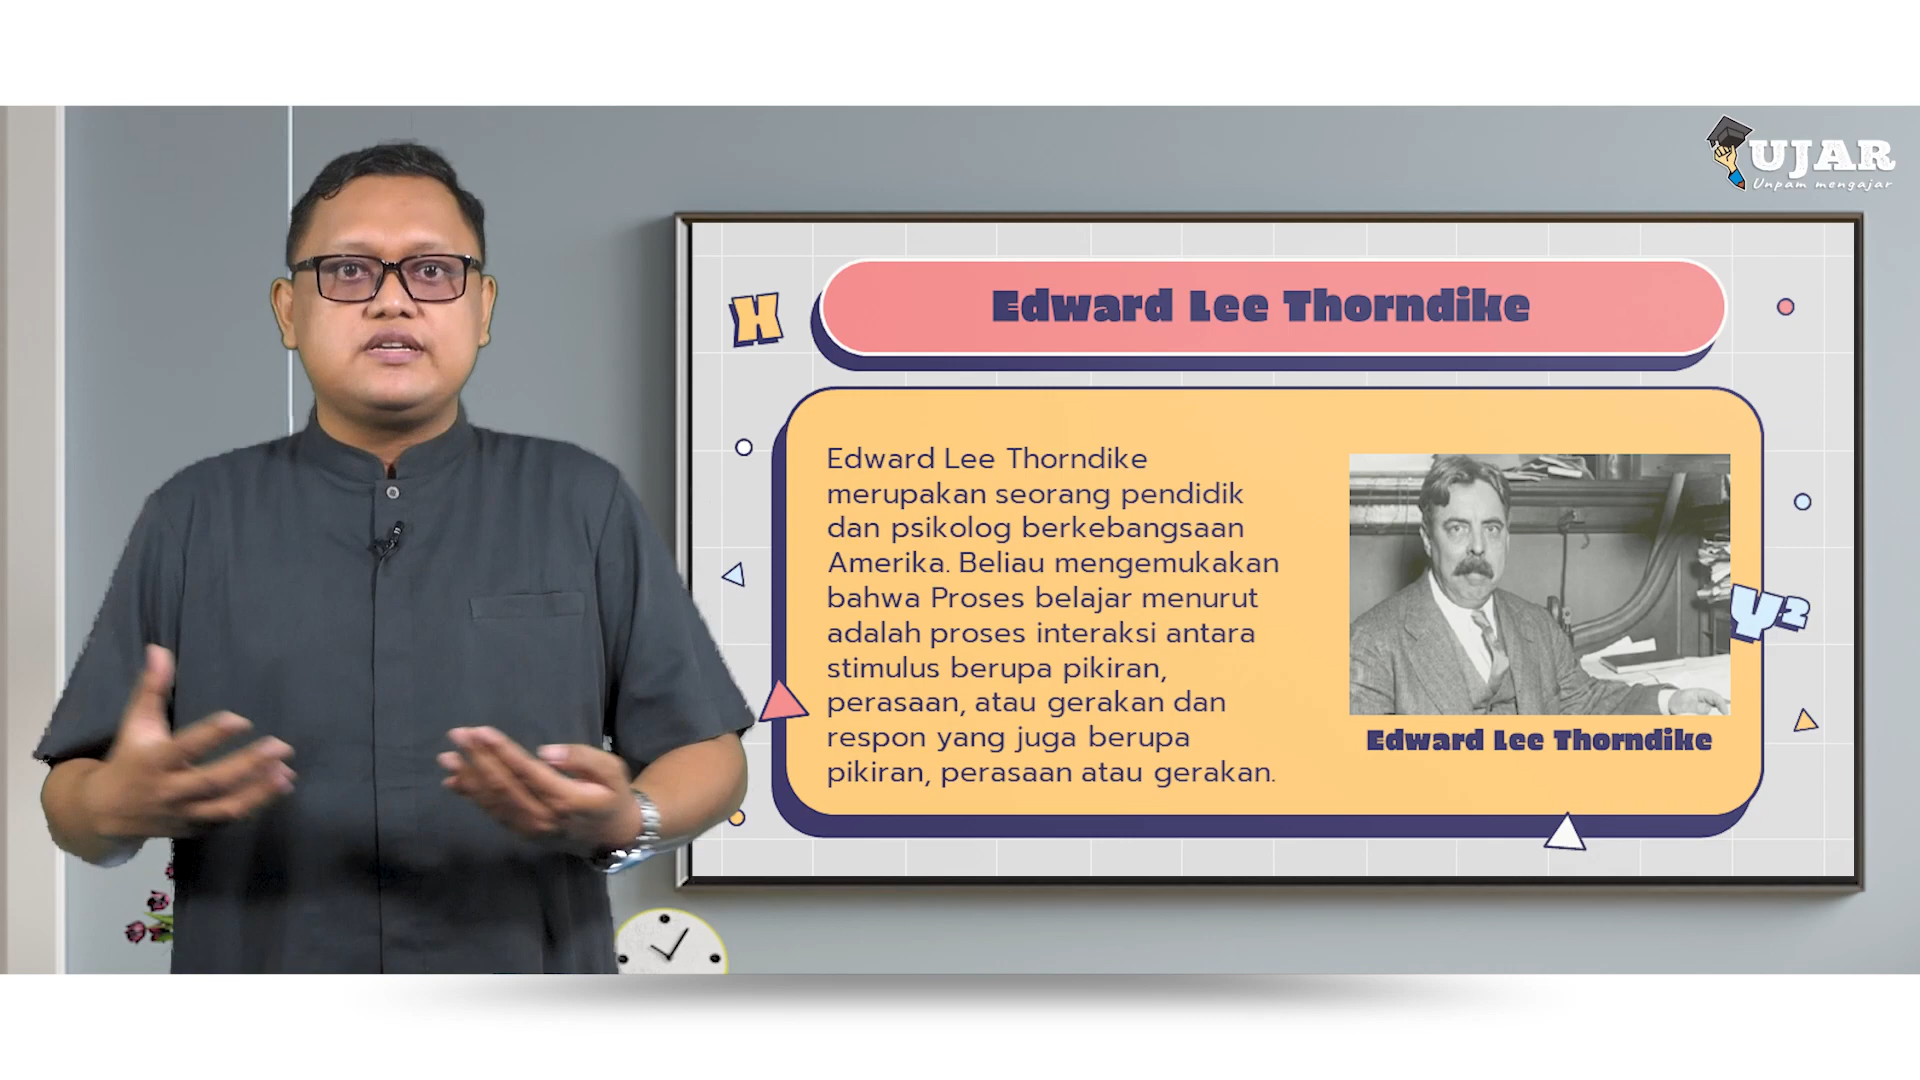 UJAR
Unpam mengajar
Edward Lee Thorndike
X
Edward Lee Thorndike
merupakan seorang pendidik
dan psikolog berkebangsaan
Amerika. Beliau mengemukakan
bahwa Proses belajar menurut
adalah proses interaksi antara
stimulus berupa pikiran,
perasaan, atau gerakan dan
respon yang juga berupa
pikiran, perasaan atau gerakan.
Y²
Edward Lee Thorndike